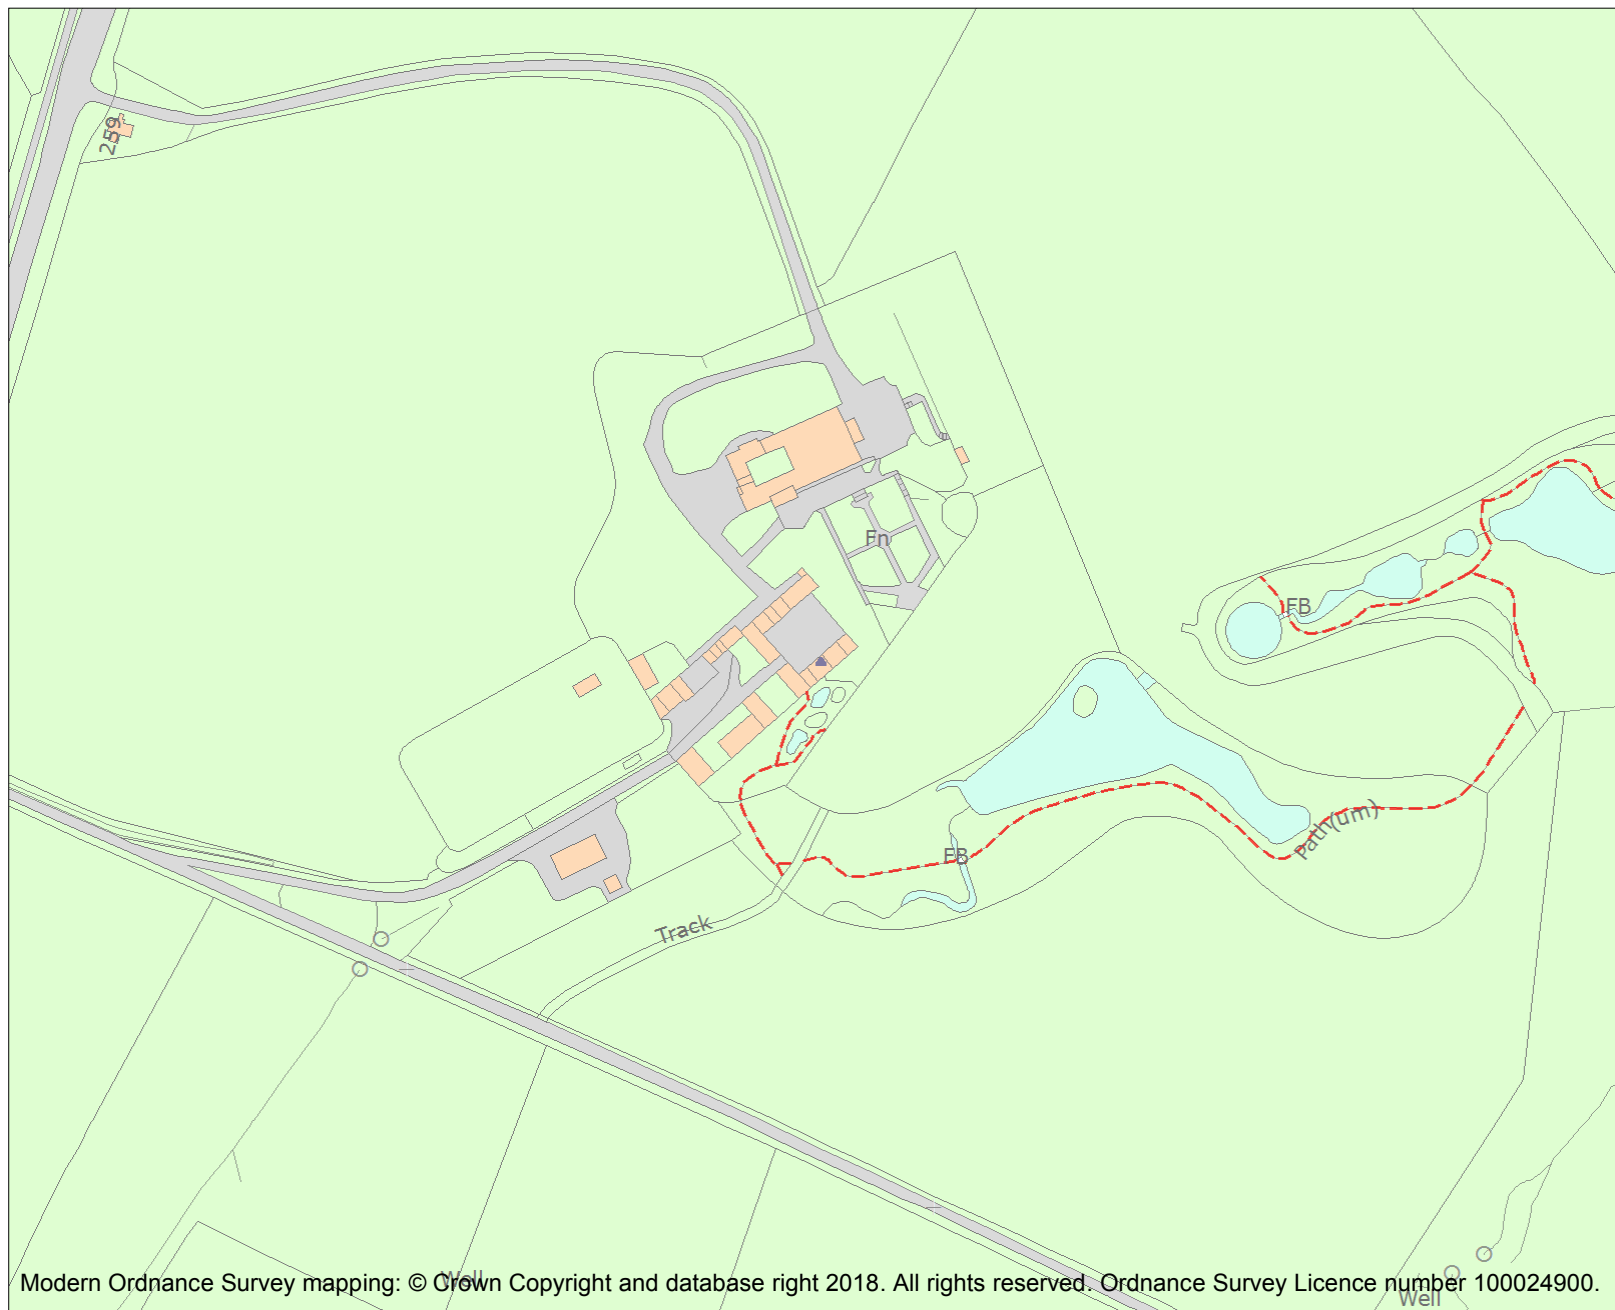 259
Fn
FB
FB
Path(um)
Track
Well
Modern Ordnance Survey mapping: © Crown Copyright and database right 2018. All rights reserved. Ordnance Survey Licence number 100024900.
Well